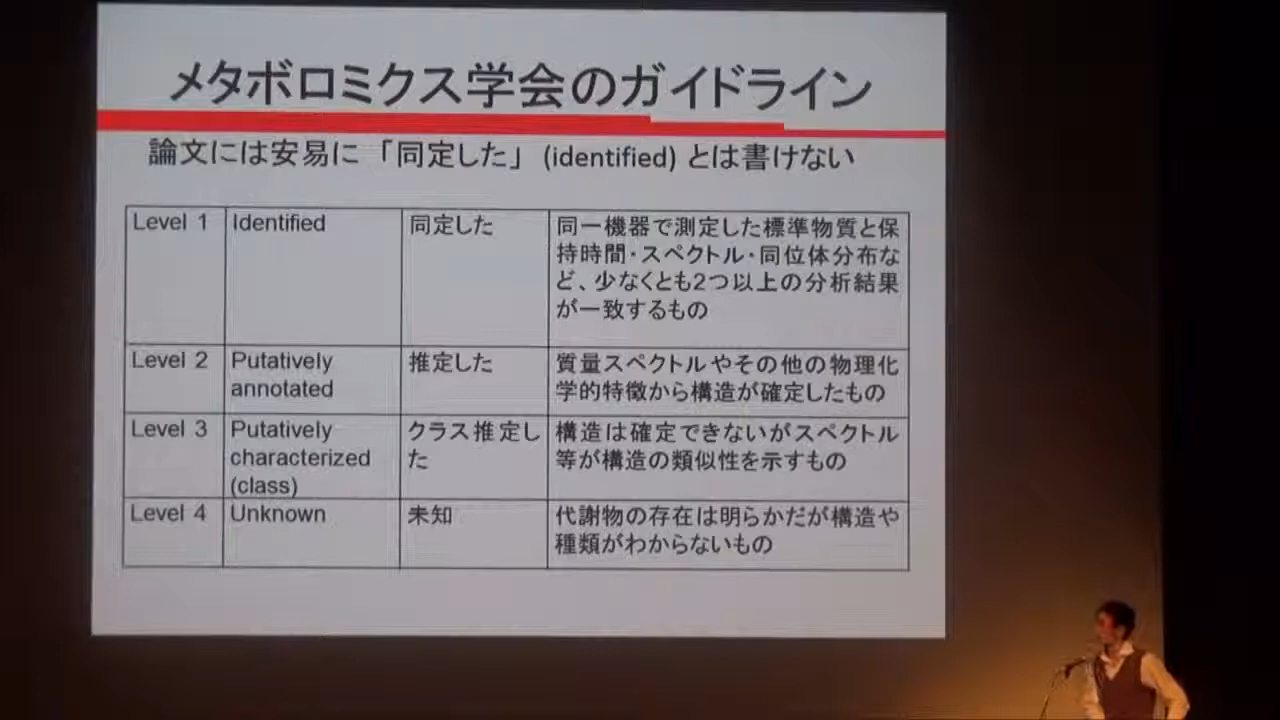 メタボロミクス学会のガイドライン
論文には安易に「同定した」 (identified) とは書けない
Level 1
Identified
同定した
同一機器で測定した標準物質と保
持時間・スペクトル・同位体分布な
ど、少なくとも2つ以上の分析結果
が一致するもの
Level 2
Putatively
annotated
推定した
質量スペクトルやその他の物理化
学的特徴から構造が確定したもの
Level 3
Putatively
characterized
(class)
クラス推定し
た
構造は確定できないがスペクトル
等が構造の類似性を示すもの
Level 4
Unknown
未知
代謝物の存在は明らかだが構造や
種類がわからないもの